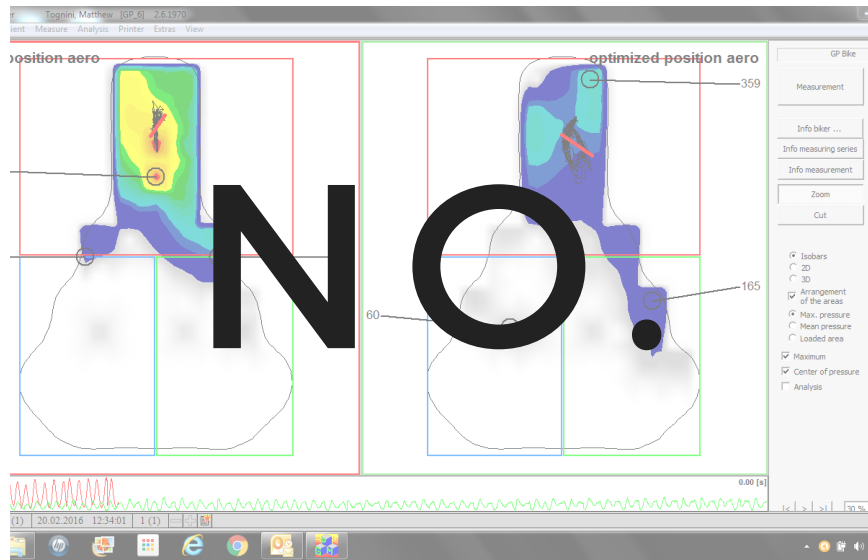 Tognini, Matthew [GP_6] 2.6.1970
Measure Analysis Printer Extras View
position aero
optimized position aero
GP Bike
Measurement
359
Info biker ...
Info measuring series
Info measurement
Zoom
Cut
NO.
Isobars
2D
3D
165
Arrangement
of the areas
60
Max. pressure
Mean pressure
Loaded area
Maximum
Center of pressure
Analysis
0.00 [s]
|< > >| 30 %
(1) 20.02.2016 12:34:01 1 (1)